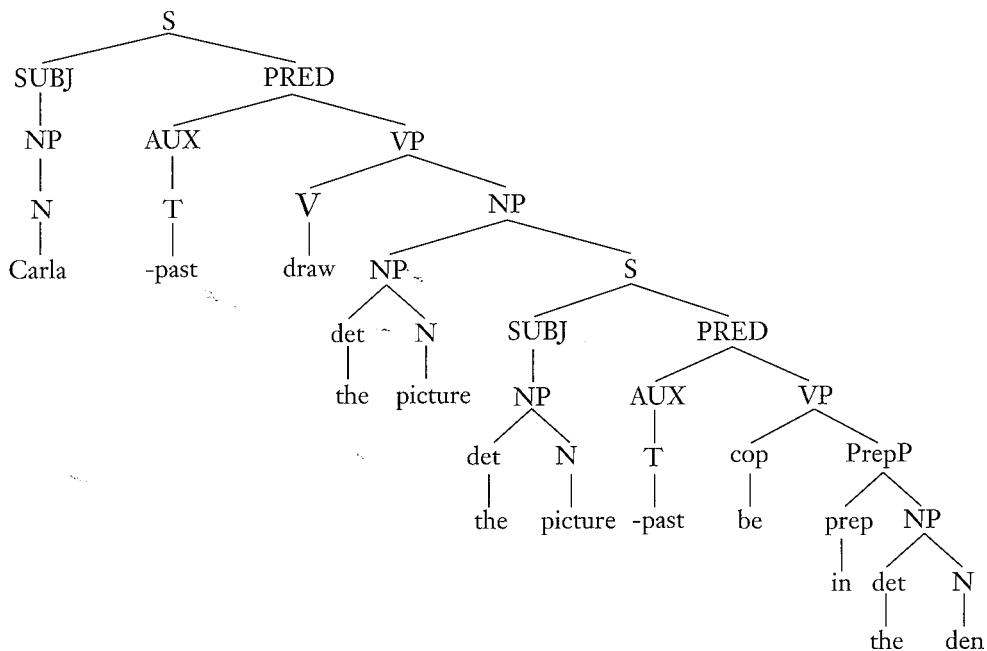 S
SUBJ PRED
NP AUX VP
N T V NP
Carla -past draw NP S
det N SUBJ PRED
the picture NP AUX VP
det N T cop PrepP
the picture -past be prep NP
in det N
the den